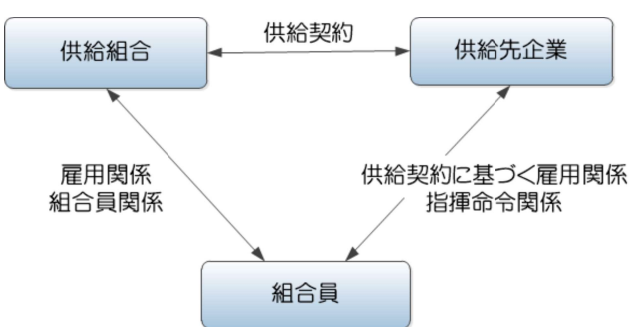 供給契約
供給組合
供給先企業
雇用関係
組合員関係
供給契約に基づく雇用関係
指揮命令関係
組合員